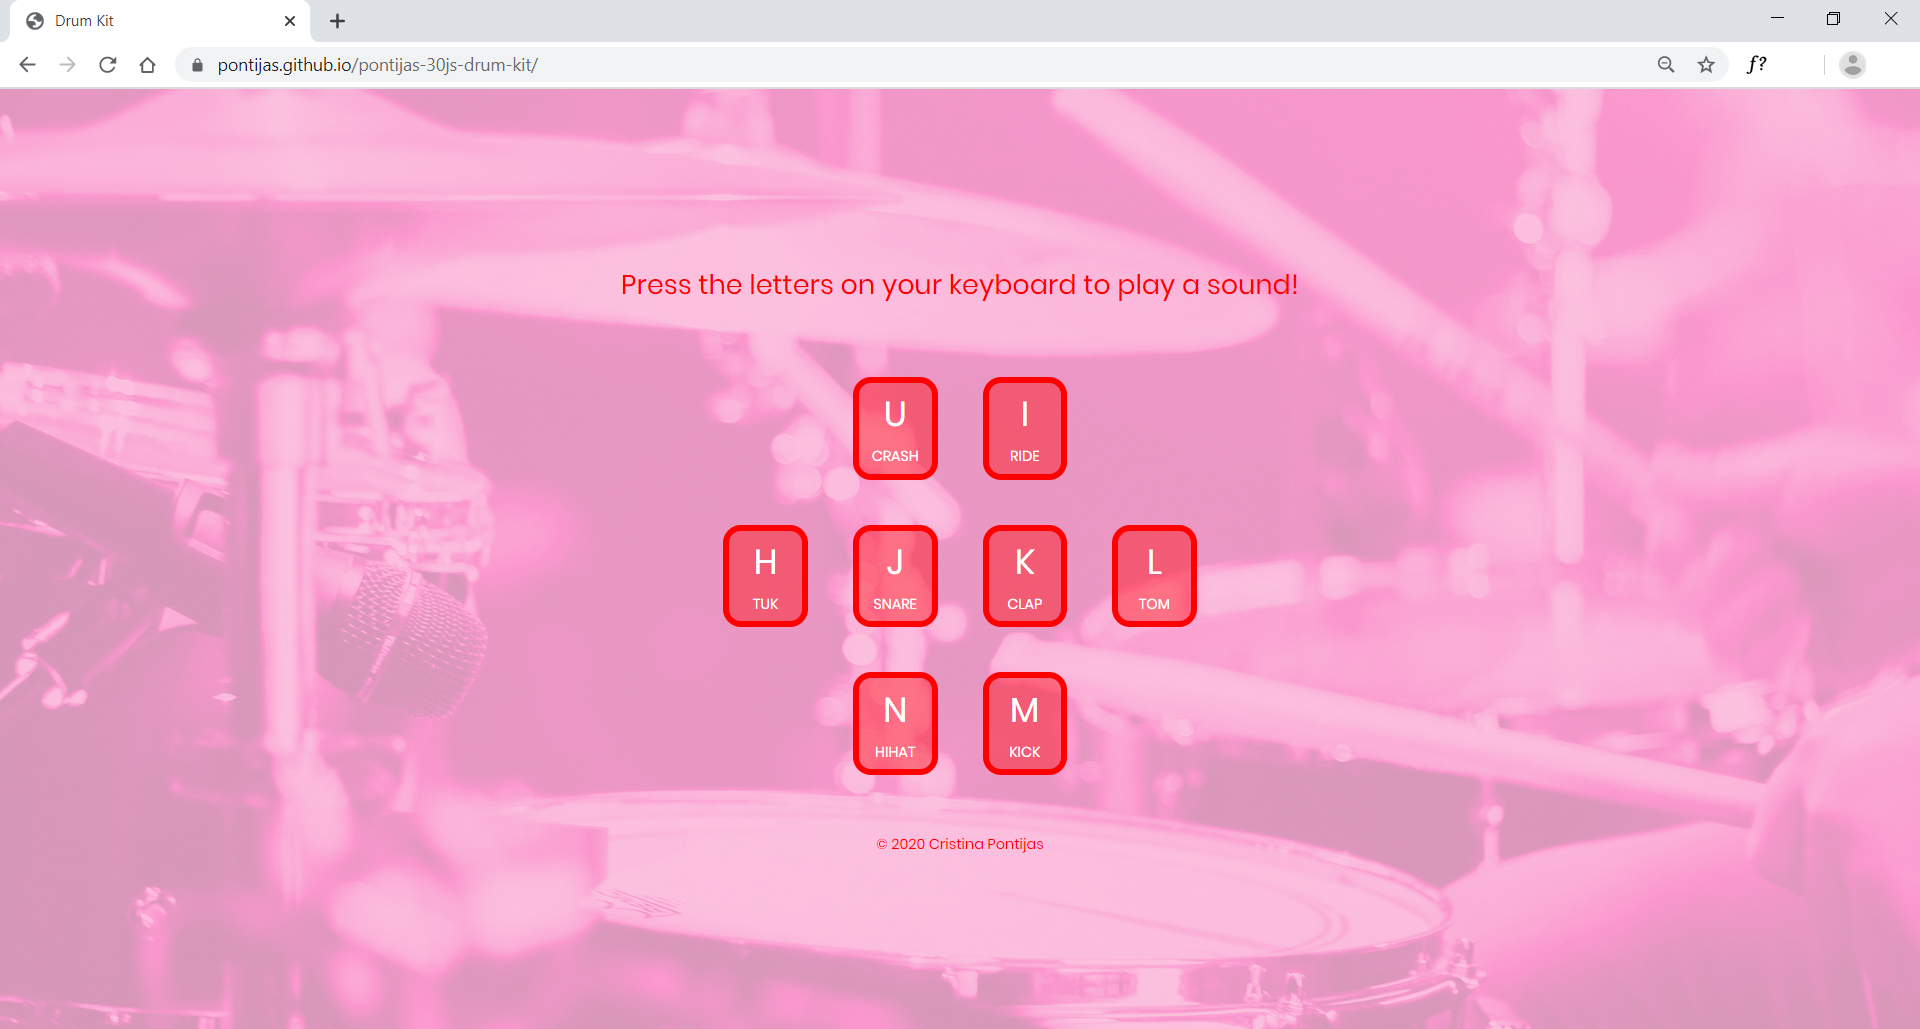 Drum Kit
pontijas.github.io/pontijas-30js-drum-kit/
f?
Press the letters on your keyboard to play a sound!
U I
CRASH RIDE
H J K L
TUK SNARE CLAP TOM
N M
HIHAT KICK
© 2020 Cristina Pontijas